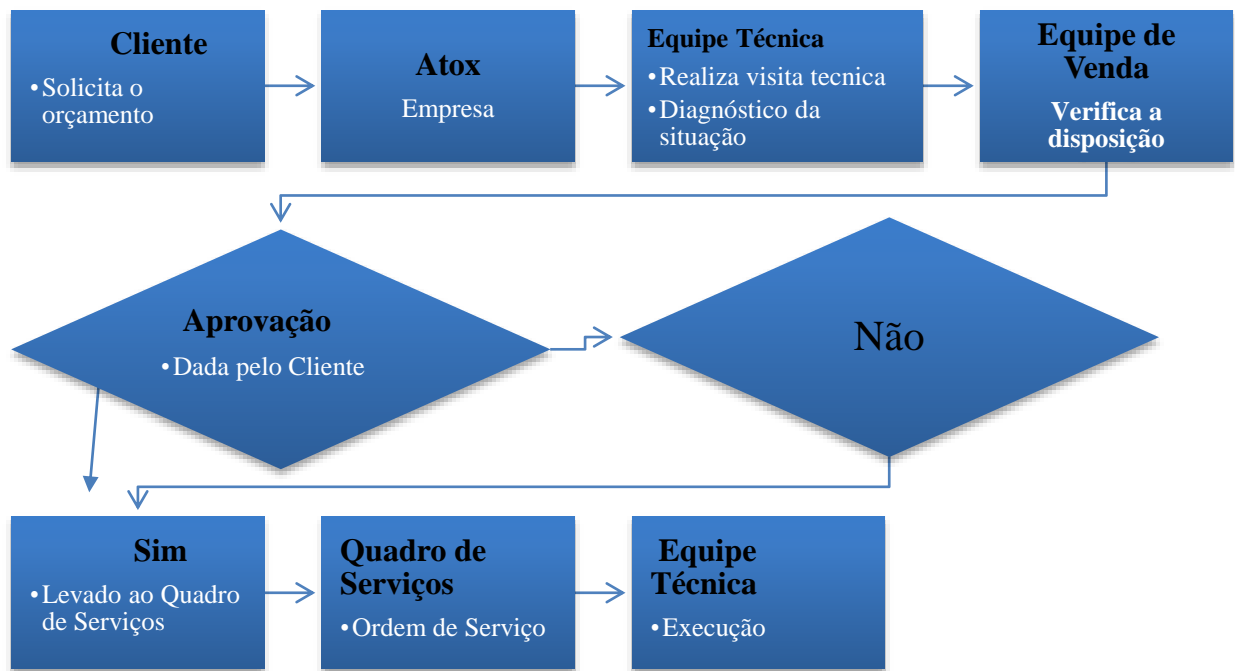 Cliente
•Solicita o
orçamento
Atox
Empresa
Equipe Técnica
•Realiza visita tecnica
•Diagnóstico da
situação
Equipe de
Venda
Verifica a
disposição
Aprovação
•Dada pelo Cliente
Não
Sim
•Levado ao Quadro
de Serviços
Quadro de
Serviços
•Ordem de Serviço
Equipe
Técnica
•Execução